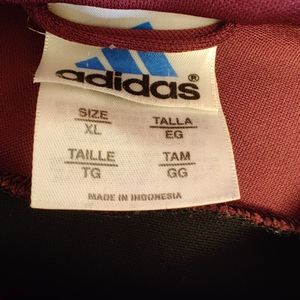 adidas®
SIZE
XL
TALLA
EG
TAILLE
TG
TAM
GG
MADE IN INDONESIA